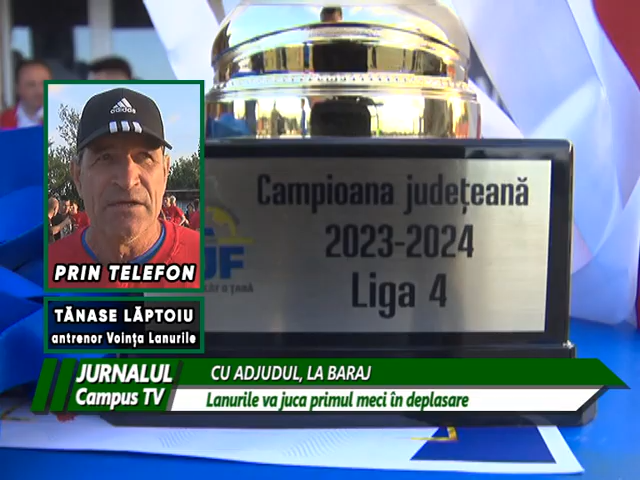 adidas
PRIN TELEFON
TĂNASE LĂPTOIU
antrenor Voința Lanurile
Campioana județeană
2023-2024
Liga 4
JF
JURNALUL
Campus TV
CU ADJUDUL, LA BARAJ
Lanurile va juca primul meci în deplasare